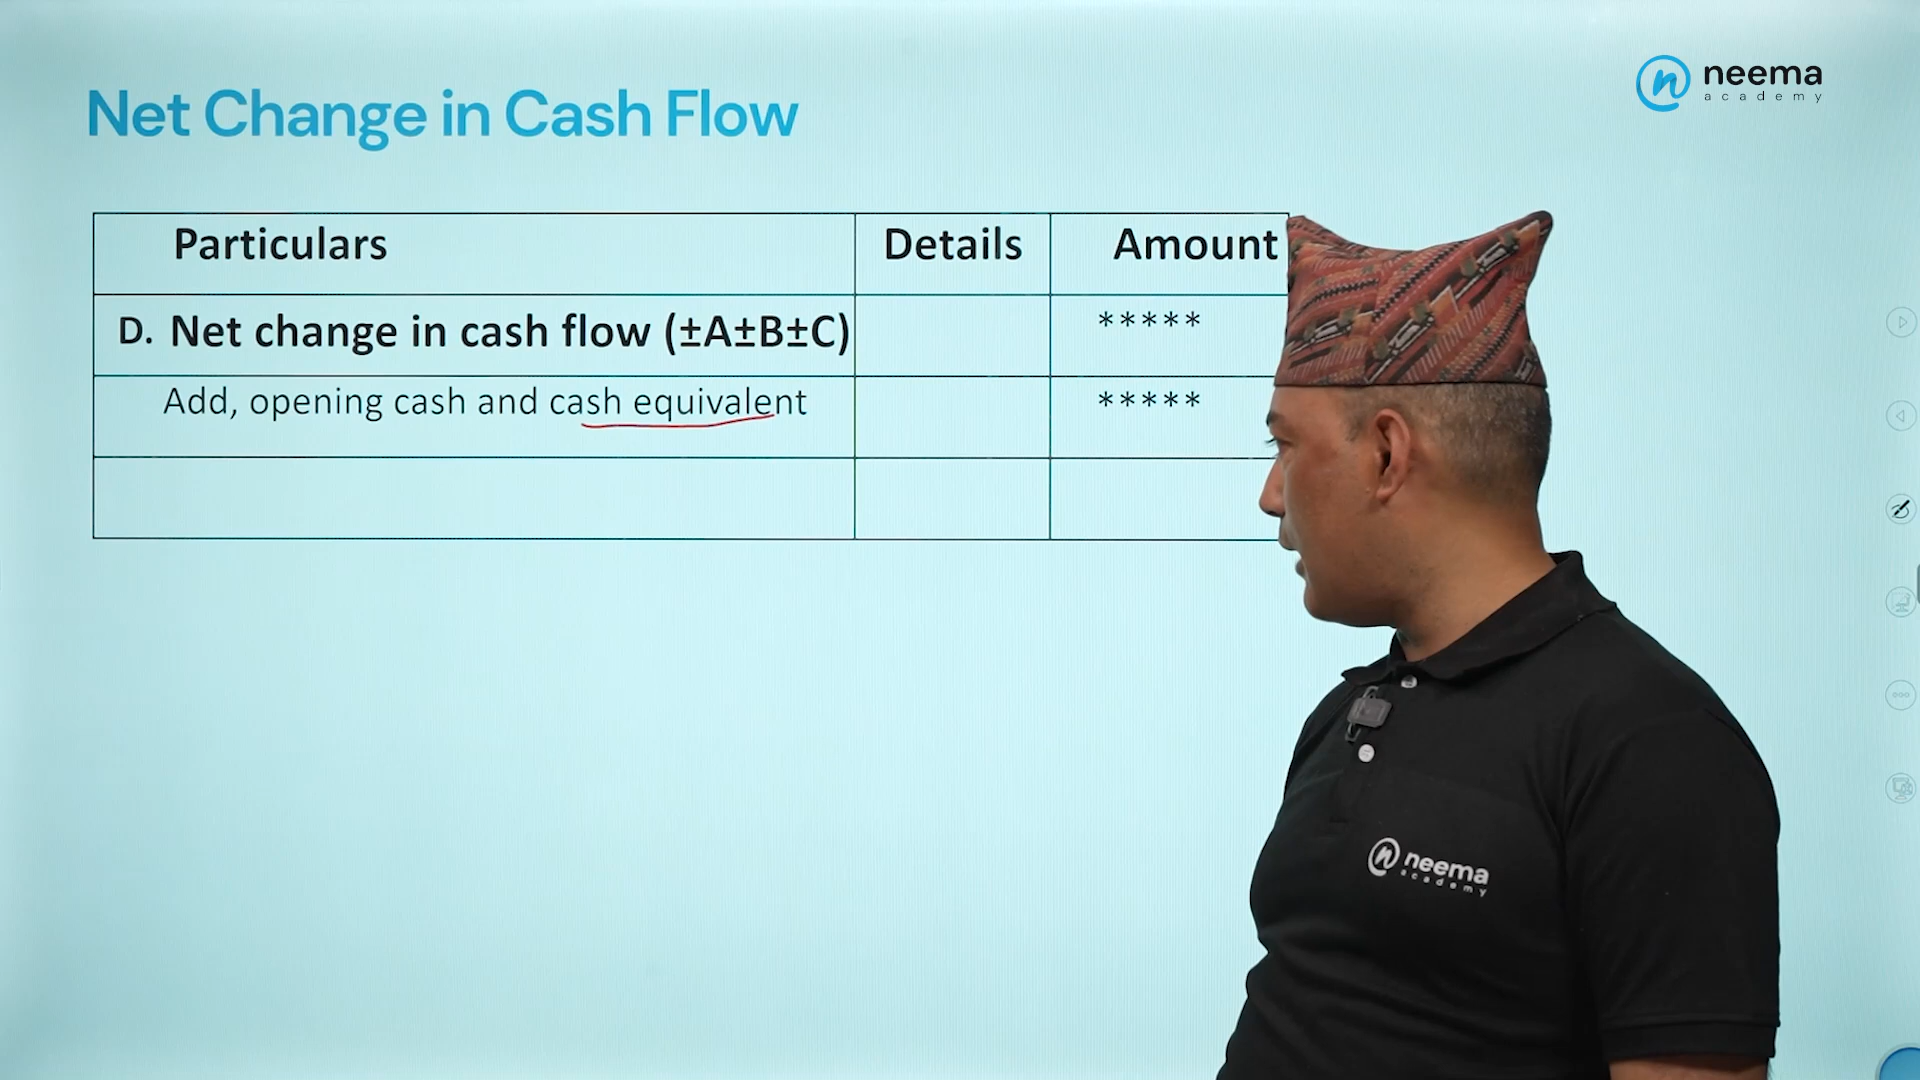 neema
academy
Net Change in Cash Flow
Particulars Details Amount
D. Net change in cash flow (±A±B±C) *****
Add, opening cash and cash equivalent *****
neema
academy